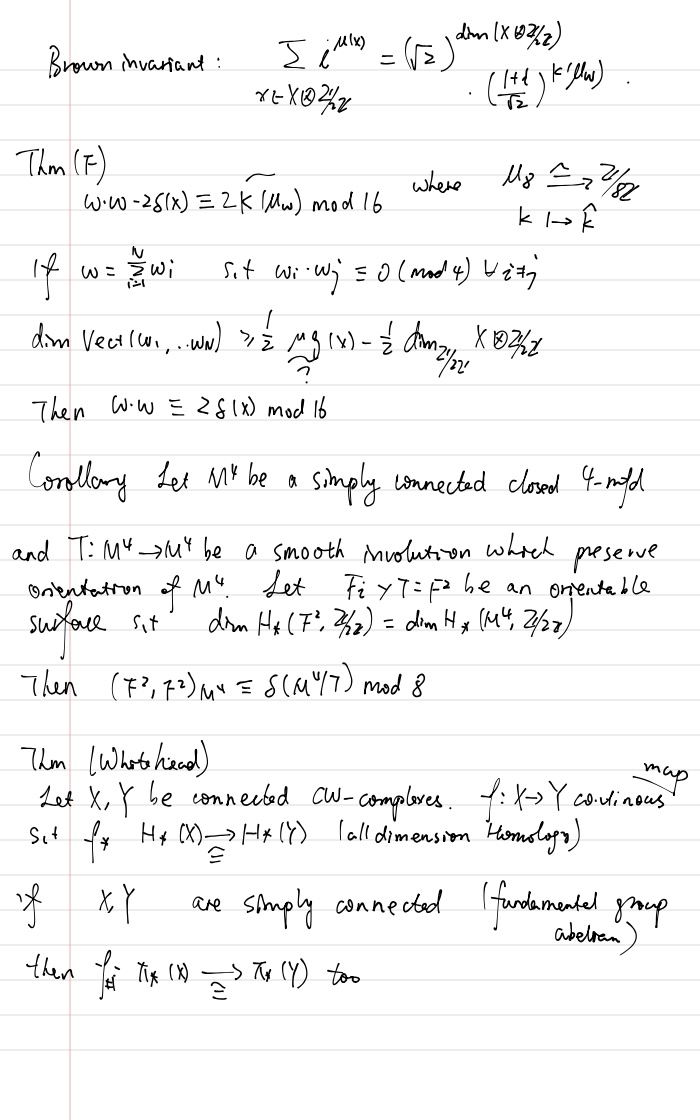 Brown invariant : $\sum_{x \in X \otimes \mathbb{Z}/2\mathbb{Z}} i^{\mu(x)} = (\sqrt{2})^{\dim(X \otimes \mathbb{Z}/2\mathbb{Z})} \cdot \left(\frac{1+i}{\sqrt{2}}\right)^{k(\mu_w)}$ .
Thm (F)
$w \cdot w - 2\delta(x) \equiv 2\hat{k}(\mu_w)$ mod 16 where $\mu_8 \xrightarrow{\cong} \mathbb{Z}/8\mathbb{Z}$
$k \mapsto \hat{k}$
If $w = \sum_{i=1}^{N} w_i$ s.t $w_i \cdot w_j \equiv 0 \pmod 4$ $\forall i \neq j$
dim Vect$(w_1, .. w_N) \geqslant \frac{1}{2} \mu g(x) - \frac{1}{2} \dim_{\mathbb{Z}/2\mathbb{Z}} X \otimes \mathbb{Z}/2\mathbb{Z}$
?
Then $w \cdot w \equiv 2\delta(x)$ mod 16
Corollary Let $M^4$ be a simply connected closed 4-mfd
and $T: M^4 \to M^4$ be a smooth involution which preserve
orientation of $M^4$. Let Fix $T = F^2$ be an orientable
surface s.t $\dim H_*(F^2, \mathbb{Z}/2\mathbb{Z}) = \dim H_*(M^4, \mathbb{Z}/2\mathbb{Z})$
Then $(F^2, F^2)_{M^4} \equiv \delta(M^4/T)$ mod 8
Thm (Whitehead)
map
Let X, Y be connected CW-complexes. $f: X \to Y$ continous
s.t $f_*$ $H_*(X) \xrightarrow{\cong} H_*(Y)$ (all dimension Homology)
if X, Y are simply connected (fundamental group
abelian)
then $f_\#$ $\pi_*(X) \xrightarrow{\cong} \pi_*(Y)$ too